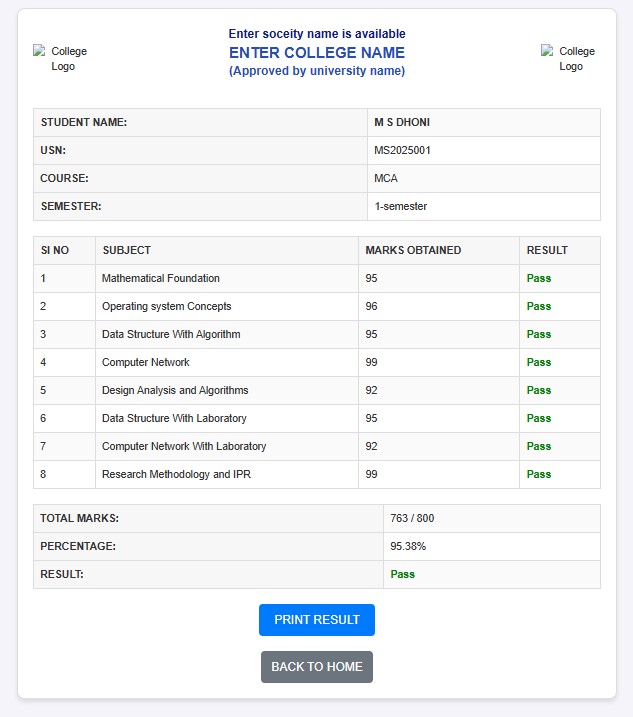 Enter soceity name is available
ENTER COLLEGE NAME
(Approved by university name)
College Logo
College Logo
STUDENT NAME: M S DHONI
USN: MS2025001
COURSE: MCA
SEMESTER: 1-semester
SI NO SUBJECT MARKS OBTAINED RESULT
1 Mathematical Foundation 95 Pass
2 Operating system Concepts 96 Pass
3 Data Structure With Algorithm 95 Pass
4 Computer Network 99 Pass
5 Design Analysis and Algorithms 92 Pass
6 Data Structure With Laboratory 95 Pass
7 Computer Network With Laboratory 92 Pass
8 Research Methodology and IPR 99 Pass
TOTAL MARKS: 763 / 800
PERCENTAGE: 95.38%
RESULT: Pass
PRINT RESULT
BACK TO HOME